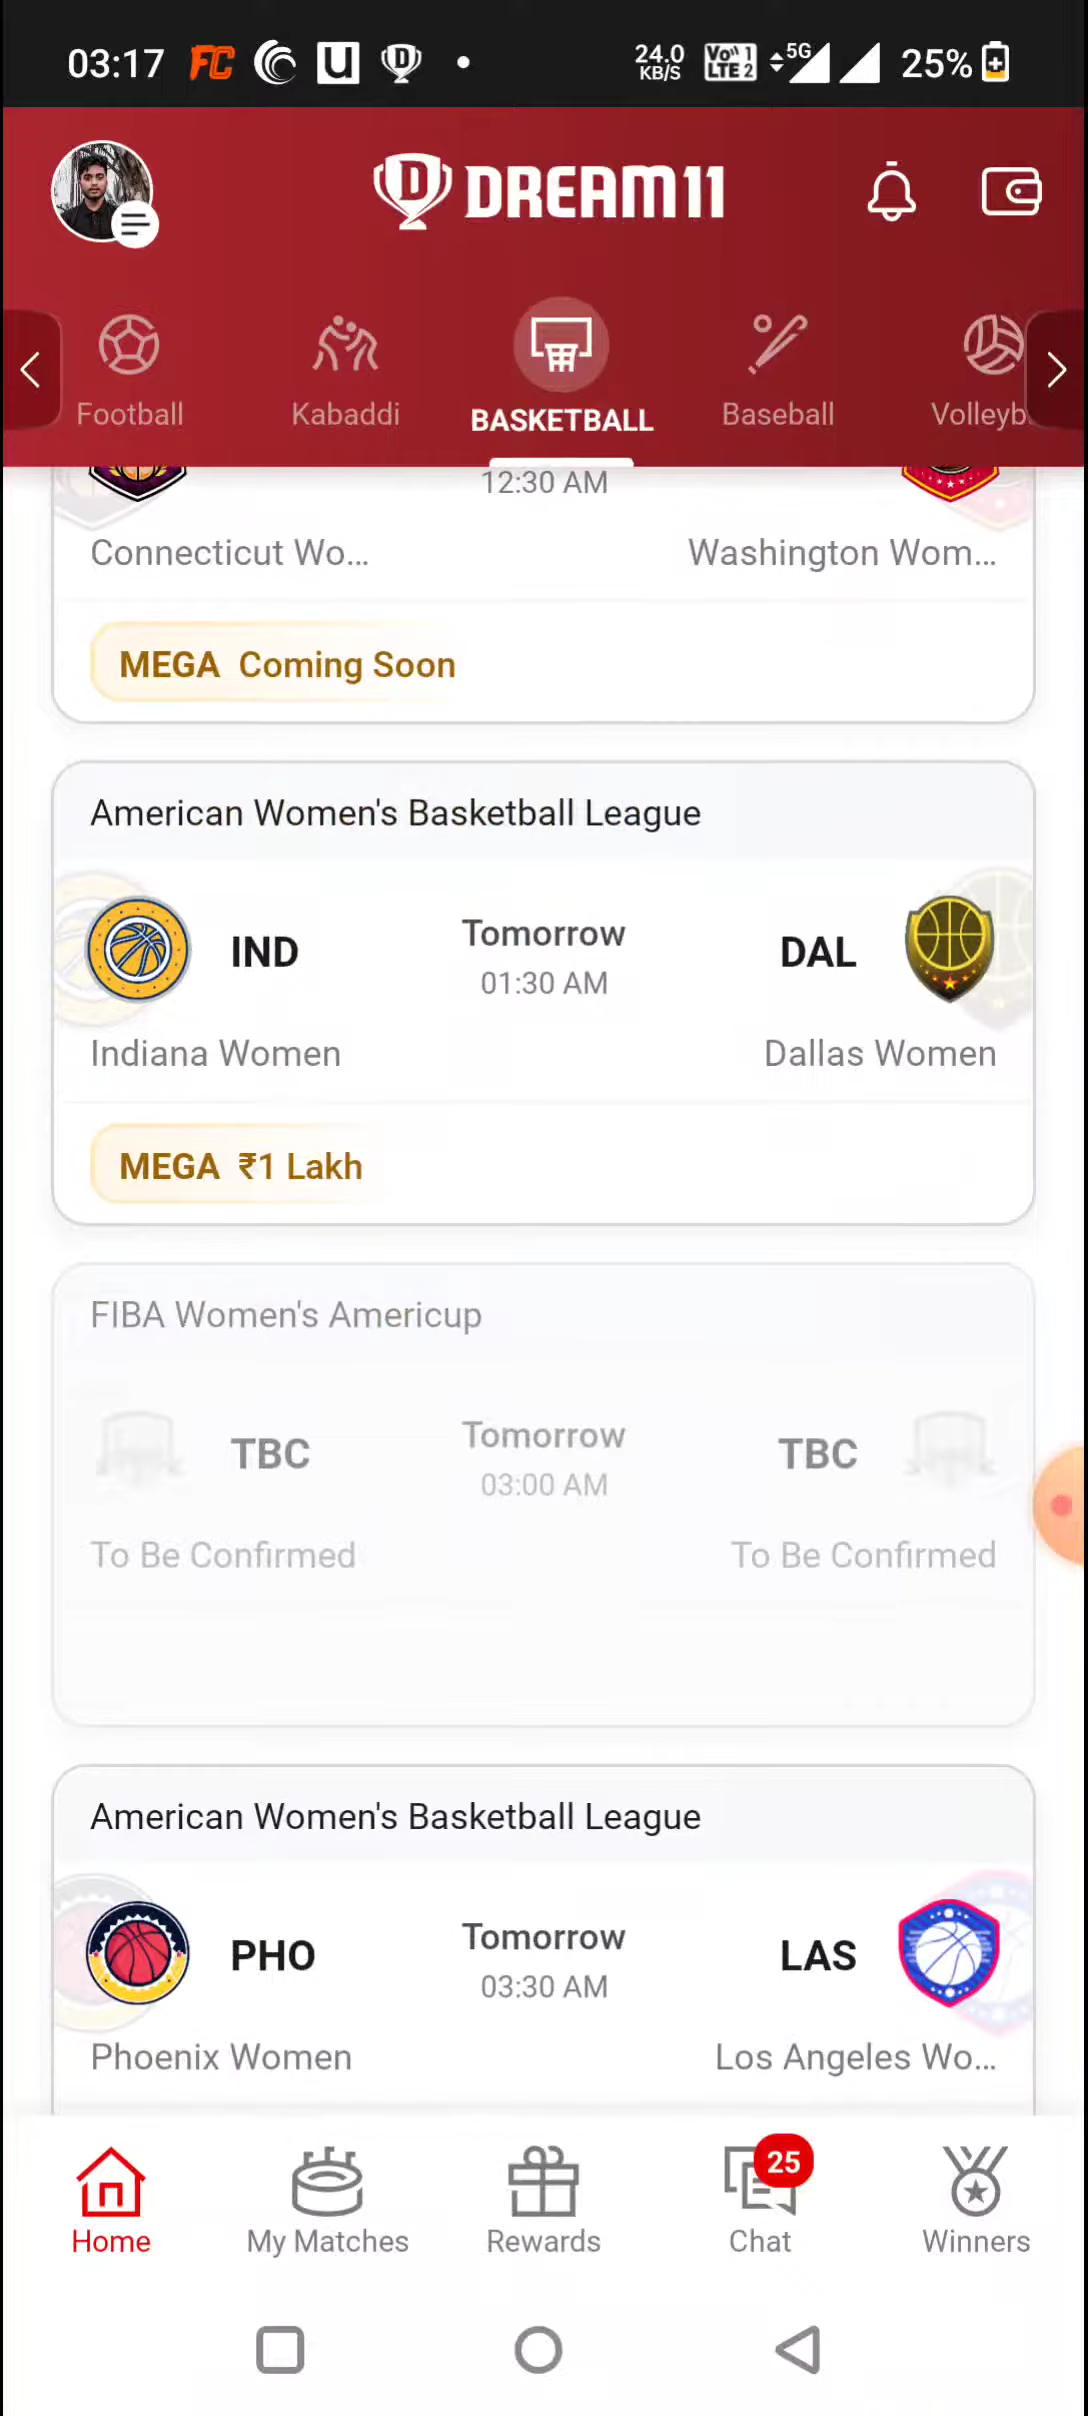 03:17
24.0 KB/S
Vo 1 LTE 2
5G
25%
DREAM11
Football
Kabaddi
BASKETBALL
Baseball
Volleyb
12:30 AM
Connecticut Wo...
Washington Wom...
MEGA Coming Soon
American Women's Basketball League
IND
Tomorrow
DAL
01:30 AM
Indiana Women
Dallas Women
MEGA ₹1 Lakh
FIBA Women's Americup
TBC
Tomorrow
TBC
03:00 AM
To Be Confirmed
To Be Confirmed
American Women's Basketball League
PHO
Tomorrow
LAS
03:30 AM
Phoenix Women
Los Angeles Wo...
25
Home
My Matches
Rewards
Chat
Winners